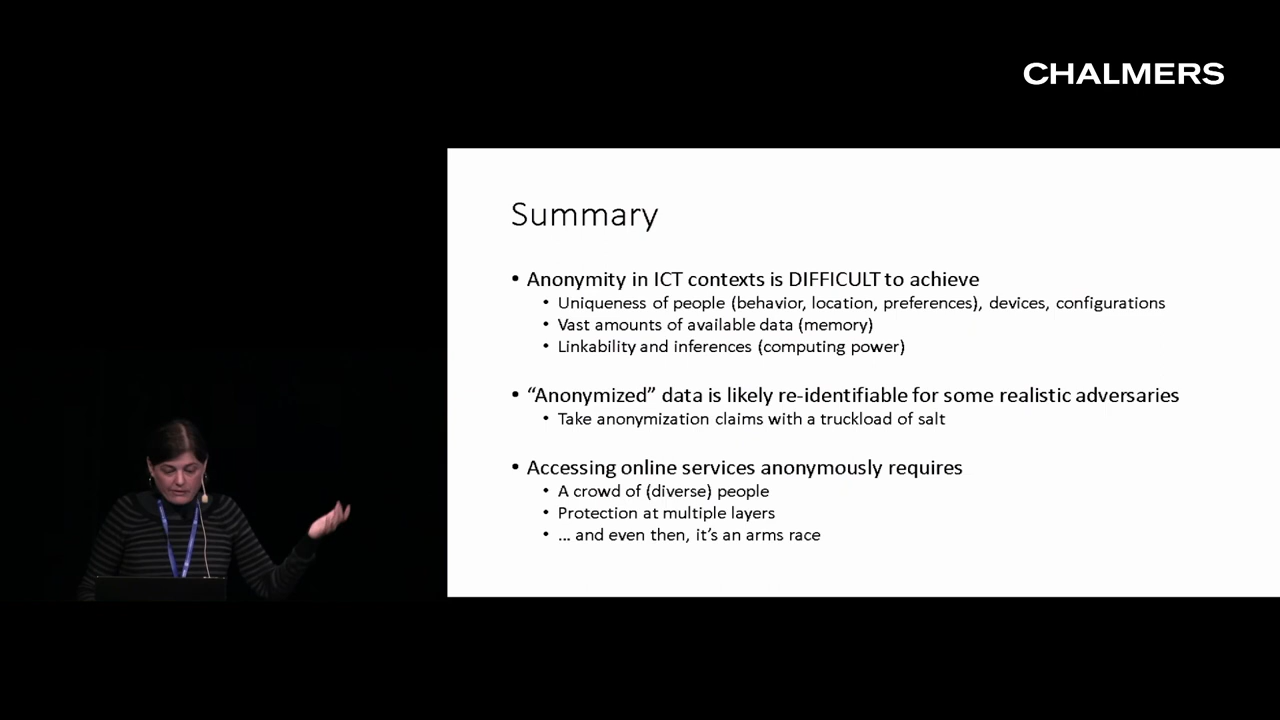 CHALMERS
Summary
• Anonymity in ICT contexts is DIFFICULT to achieve
• Uniqueness of people (behavior, location, preferences), devices, configurations
• Vast amounts of available data (memory)
• Linkability and inferences (computing power)
• “Anonymized” data is likely re-identifiable for some realistic adversaries
• Take anonymization claims with a truckload of salt
• Accessing online services anonymously requires
• A crowd of (diverse) people
• Protection at multiple layers
• ... and even then, it’s an arms race